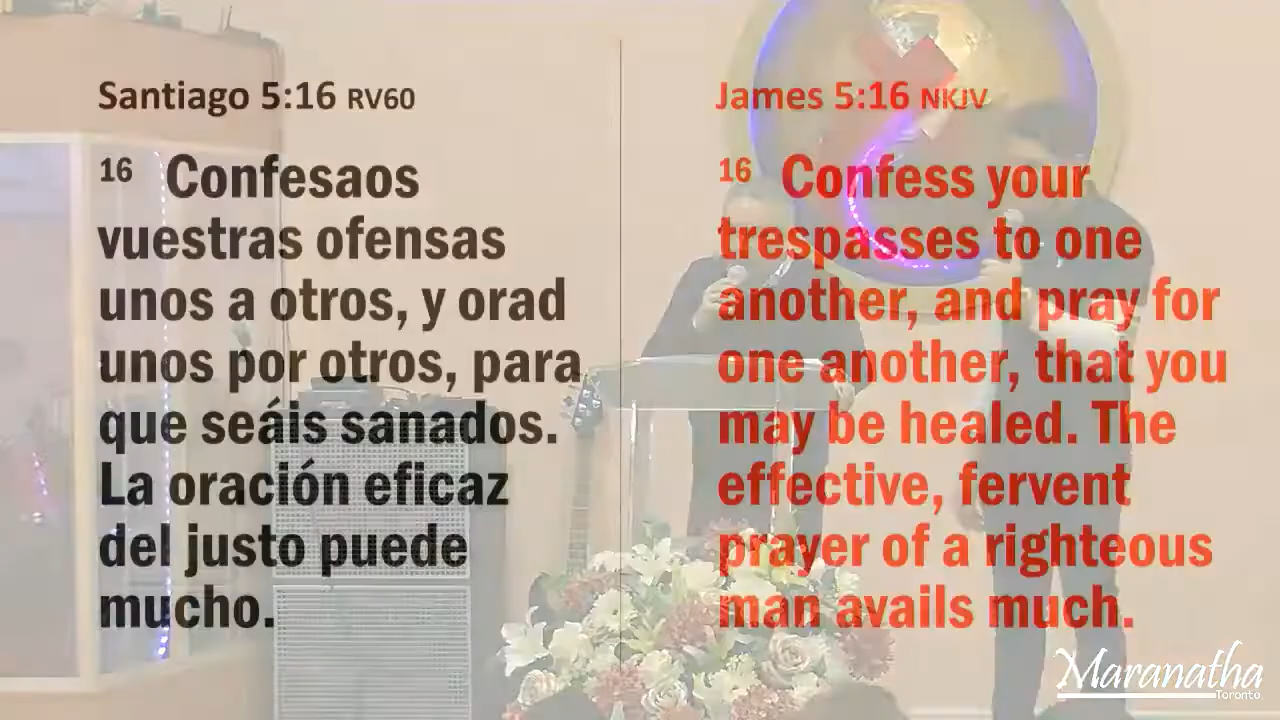 Santiago 5:16 RV60
16 Confesaos
vuestras ofensas
unos a otros, y orad
unos por otros, para
que seáis sanados.
La oración eficaz
del justo puede
mucho.
James 5:16 NKJV
16 Confess your
trespasses to one
another, and pray for
one another, that you
may be healed. The
effective, fervent
prayer of a righteous
man avails much.
Maranatha
Toronto